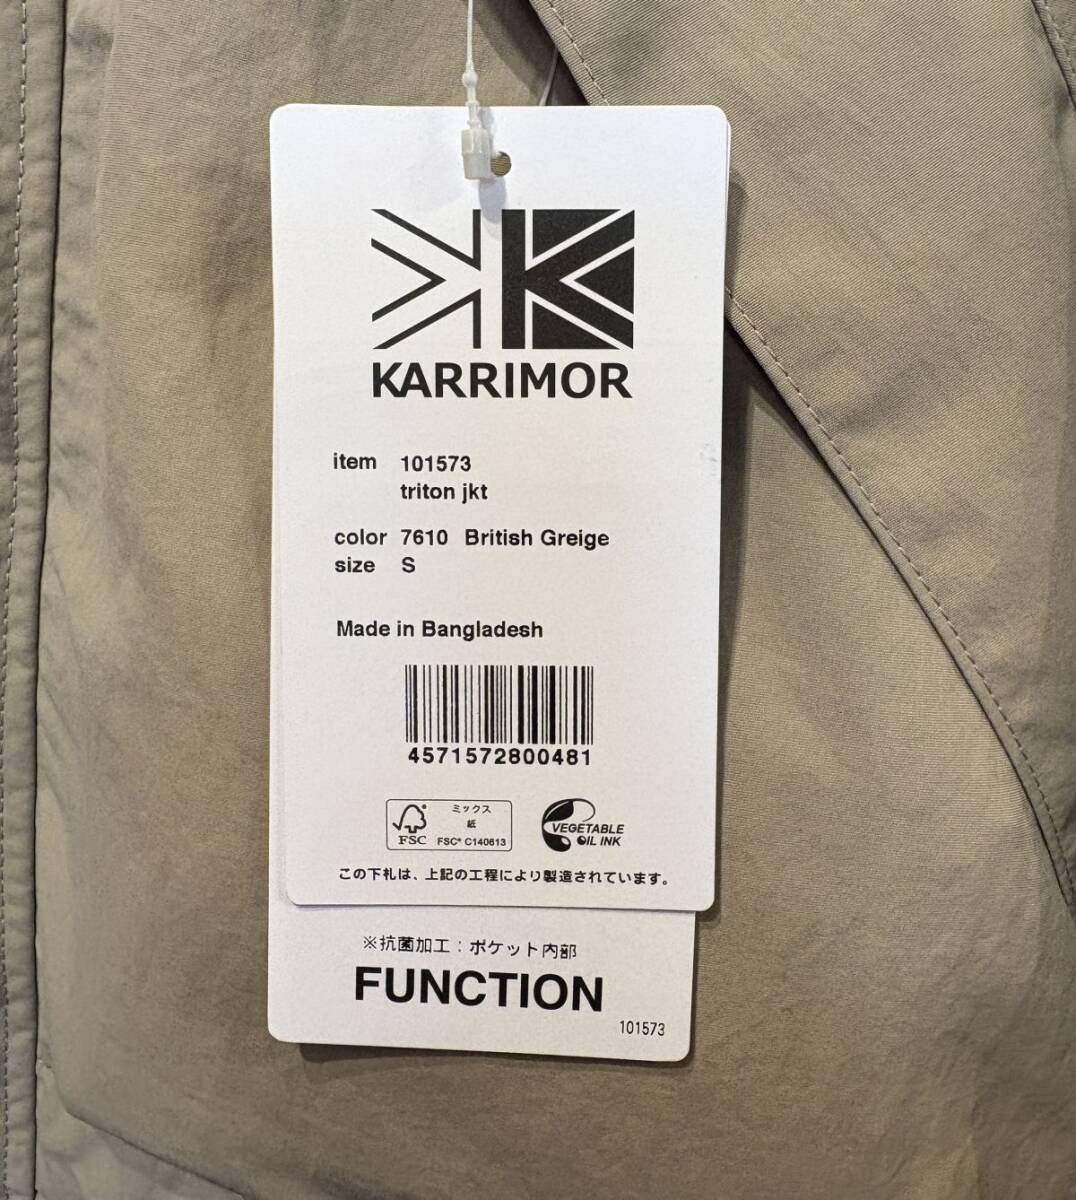 KARRIMOR
item 101573
triton jkt
color 7610 British Greige
size S
Made in Bangladesh
4571572800481
FSC
ミックス
紙
FSC® C140613
VEGETABLE
OIL INK
この下札は、上記の工程により製造されています。
※抗菌加工：ポケット内部
FUNCTION
101573